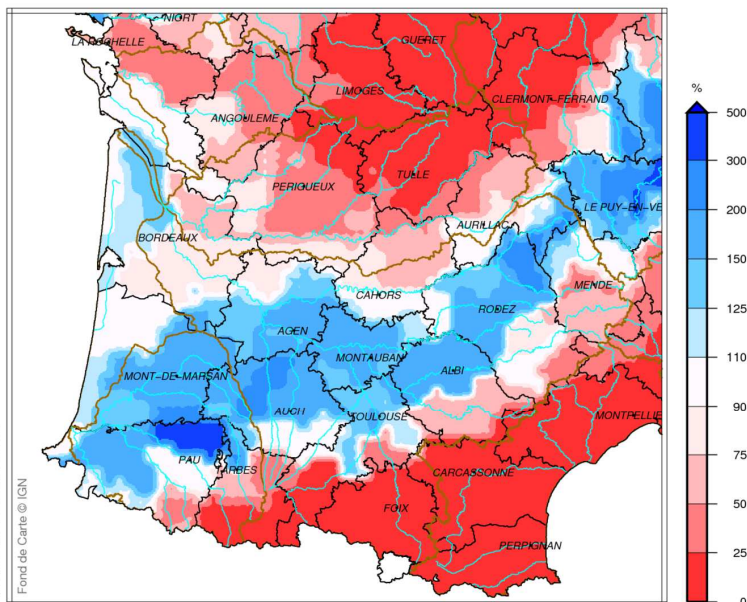 NIORT
LA ROCHELLE
GUERET
%
LIMOGES
CLERMONT-FERRAND
500
ANGOULEME
300
TULLE
PERIGUEUX
200
LE PUY-EN-VE
AURILLAC
BORDEAUX
125
CAHORS
MENDE
RODEZ
110
AGEN
MONTAUBAN
ALBI
MONT-DE-MARSAN
90
AUCH
TOULOUSE
MONTPELLIE
75
PAU
TARBES
CARCASSONNE
50
FOIX
25
PERPIGNAN
0
Fond de Carte © IGN